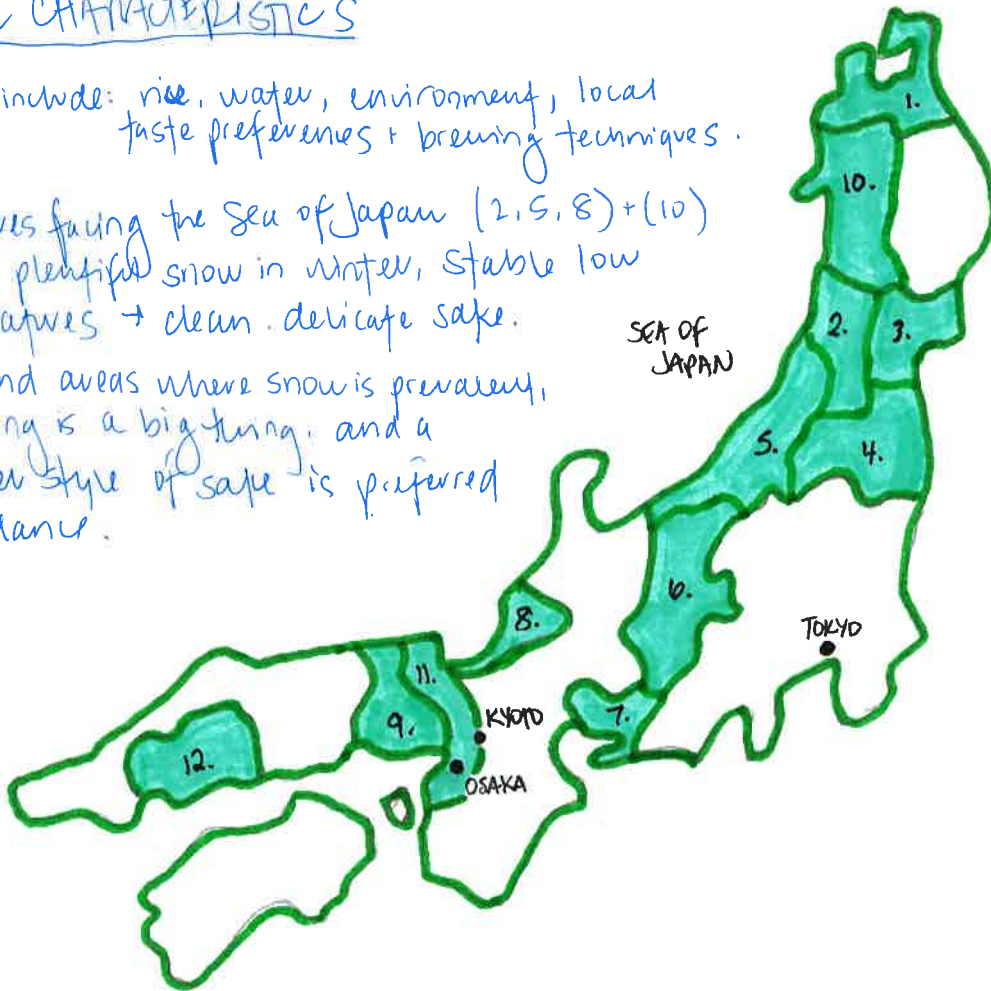 CHARACTERISTICS
include: rice, water, environment, local
taste preferences + brewing techniques.
facing the Sea of Japan (2, 5, 8) + (10)
plentiful snow in winter, stable low
→ clean. delicate sake.
areas where snow is prevalent,
is a big thing. and a
style of sake is preferred
1.
10.
2.
3.
SEA OF
JAPAN
5.
4.
6.
8.
TOKYO
11.
7.
9.
KYOTO
12.
OSAKA